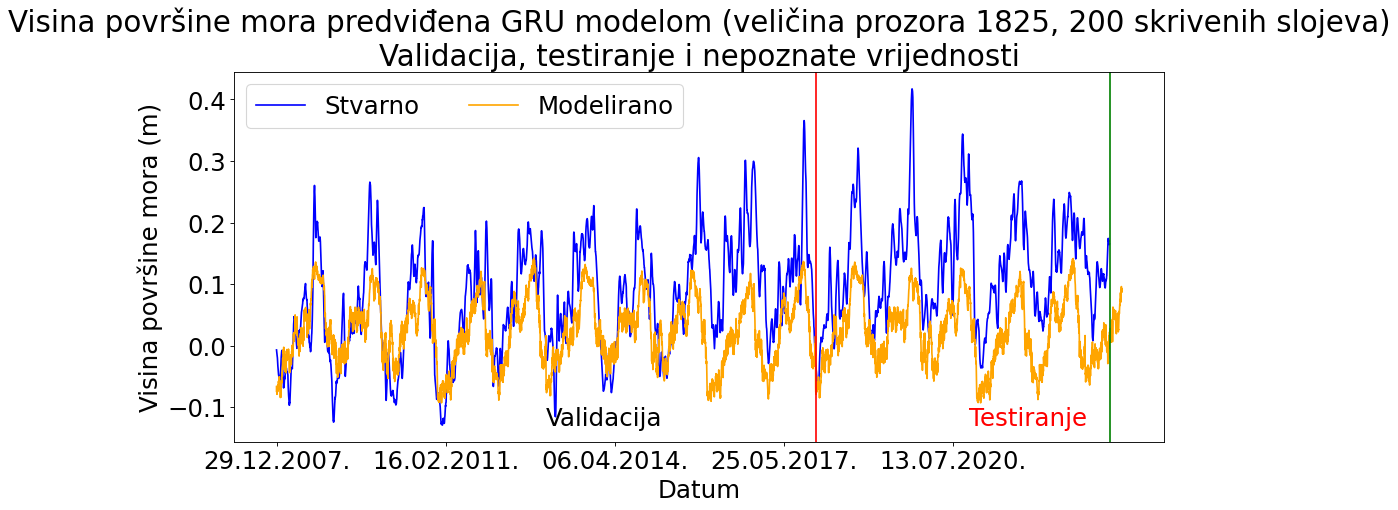 Visina površine mora predviđena GRU modelom (veličina prozora 1825, 200 skrivenih slojeva)
Validacija, testiranje i nepoznate vrijednosti
Stvarno
Modelirano
Visina površine mora (m)
0.4
0.3
0.2
0.1
0.0
−0.1
Validacija
Testiranje
29.12.2007.
16.02.2011.
06.04.2014.
25.05.2017.
13.07.2020.
Datum